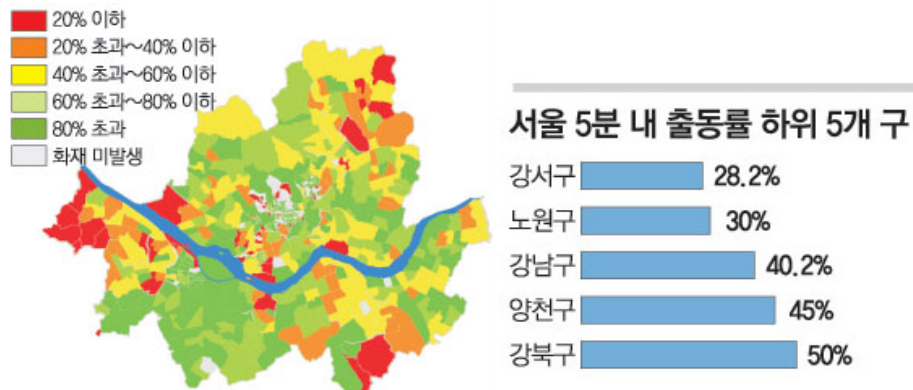 20% 이하
20% 초과~40% 이하
40% 초과~60% 이하
60% 초과~80% 이하
80% 초과
화재 미발생
서울 5분 내 출동률 하위 5개 구
강서구 28.2%
노원구 30%
강남구 40.2%
양천구 45%
강북구 50%